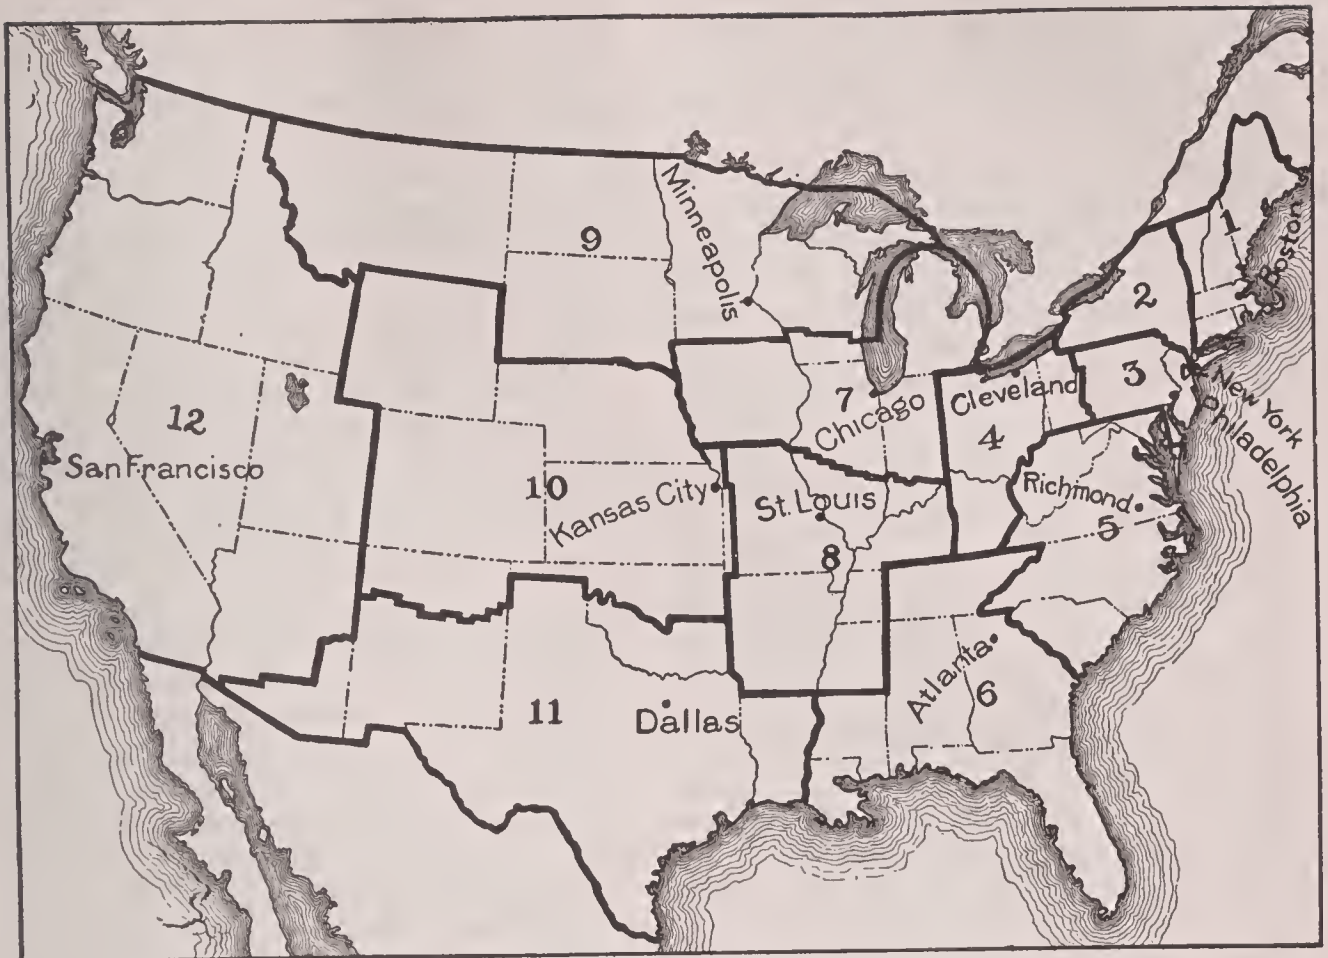 Minneapolis
9
1
Boston
2
3
New York
Philadelphia
7
Chicago
Cleveland
4
12
San Francisco
10
Kansas City
St. Louis
Richmond
5
8
Atlanta
6
11
Dallas